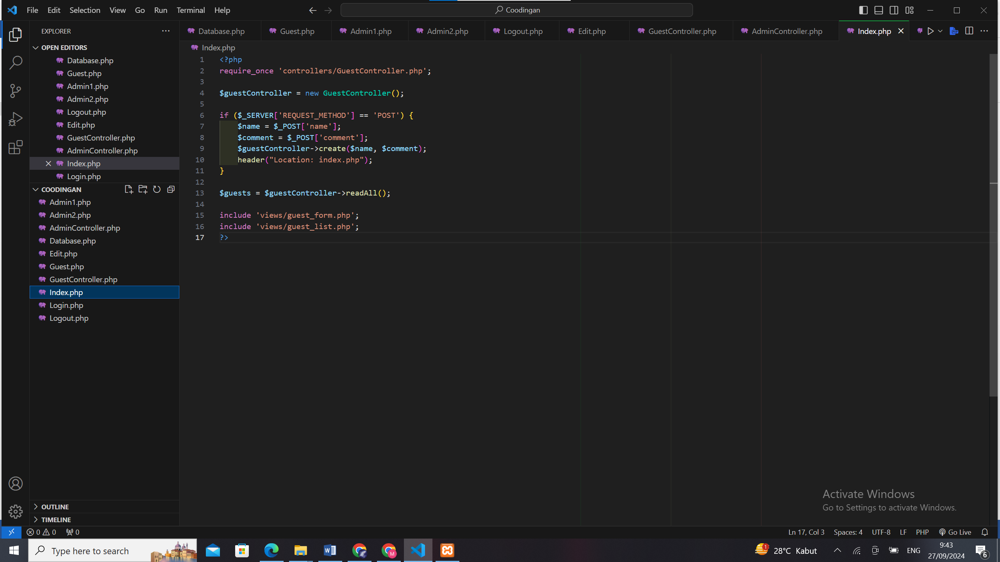 File Edit Selection View Go Run Terminal Help
Coodingan
EXPLORER
Database.php Guest.php Admin1.php Admin2.php Logout.php Edit.php GuestController.php AdminController.php Index.php
OPEN EDITORS
Database.php
Guest.php
Admin1.php
Admin2.php
Logout.php
Edit.php
GuestController.php
AdminController.php
Index.php
Login.php
COODINGAN
Admin1.php
Admin2.php
AdminController.php
Database.php
Edit.php
Guest.php
GuestController.php
Index.php
Login.php
Logout.php
OUTLINE
TIMELINE
Index.php
1 <?php
2 require_once 'controllers/GuestController.php';
3
4 $guestController = new GuestController();
5
6 if ($_SERVER['REQUEST_METHOD'] == 'POST') {
7 $name = $_POST['name'];
8 $comment = $_POST['comment'];
9 $guestController->create($name, $comment);
10 header("Location: index.php");
11 }
12
13 $guests = $guestController->readAll();
14
15 include 'views/guest_form.php';
16 include 'views/guest_list.php';
17 ?>
Activate Windows
Go to Settings to activate Windows.
0 0 0
Ln 17, Col 3 Spaces: 4 UTF-8 LF PHP Go Live
Type here to search
1 28°C Kabut
ENG
9:43
27/09/2024
6